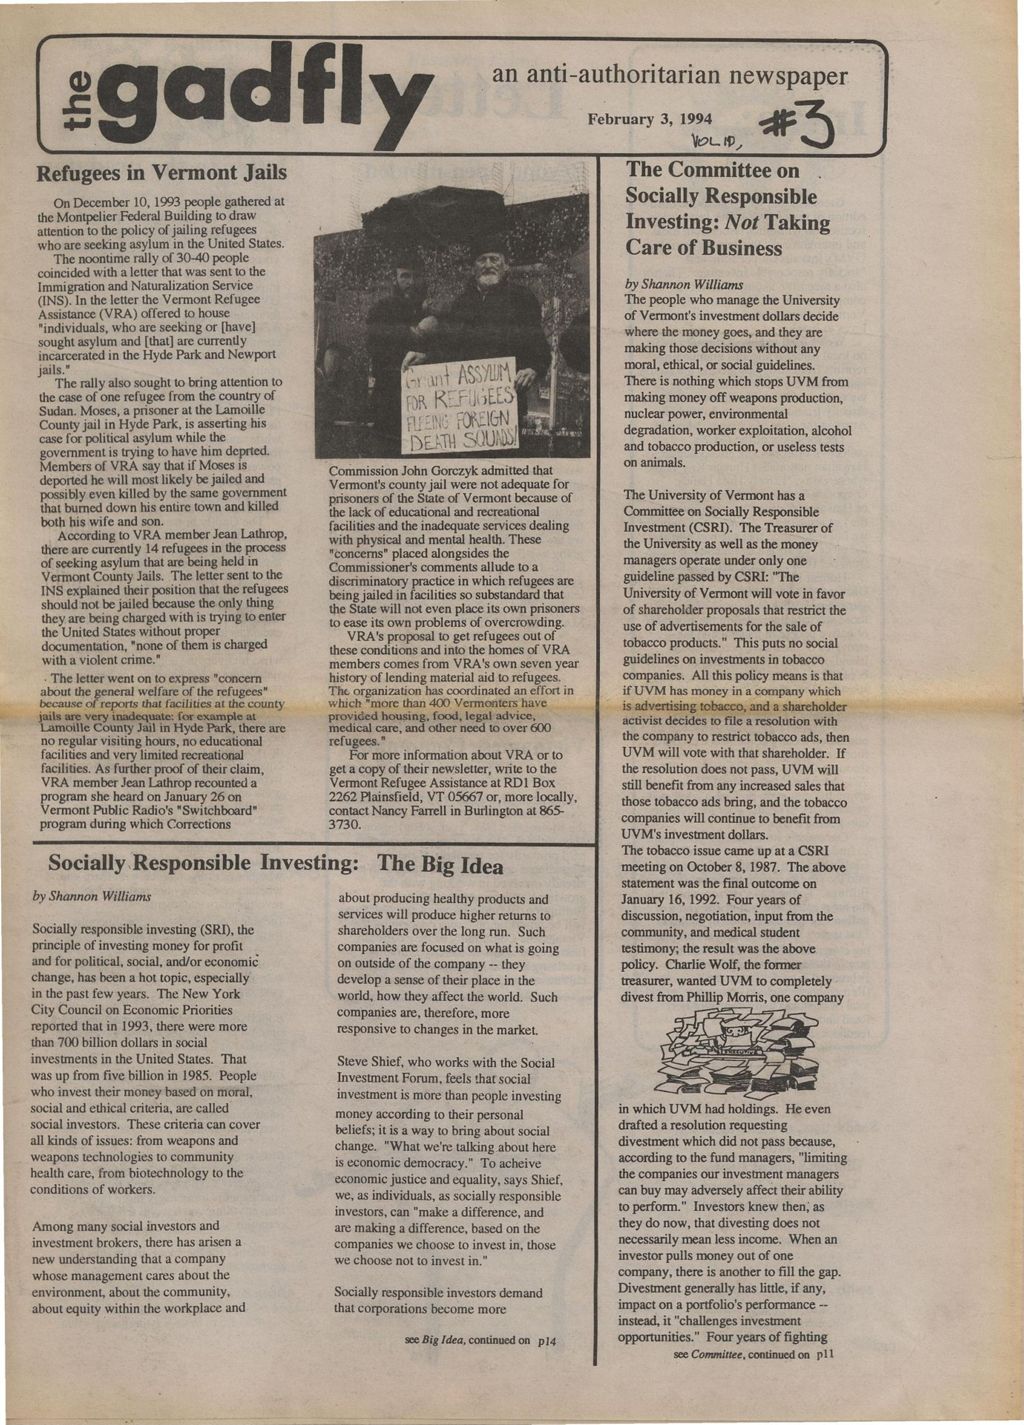 the gadfly
an anti-authoritarian newspaper
February 3, 1994
#3
Refugees in Vermont Jails
On December 10, 1993 people gathered at
the Montpelier Federal Building to draw
attention to the policy of jailing refugees
who are seeking asylum in the United States.
The noontime rally of 30-40 people
coincided with a letter that was sent to the
Immigration and Naturalization Service
(INS). In the letter the Vermont Refugee
Assistance (VRA) offered to house
"individuals, who are seeking or [have]
sought asylum and [that] are currently
incarcerated in the Hyde Park and Newport
jails."
The rally also sought to bring attention to
the case of one refugee from the country of
Sudan. Moses, a prisoner at the Lamoille
County jail in Hyde Park, is asserting his
case for political asylum while the
government is trying to have him deprted.
Members of VRA say that if Moses is
deported he will most likely be jailed and
possibly even killed by the same government
that burned down his entire town and killed
both his wife and son.
According to VRA member Jean Lathrop,
there are currently 14 refugees in the process
of seeking asylum that are being held in
Vermont County Jails. The letter sent to the
INS explained their position that the refugees
should not be jailed because the only thing
they are being charged with is trying to enter
the United States without proper
documentation, "none of them is charged
with a violent crime."
The letter went on to express "concern
about the general welfare of the refugees"
because of reports that facilities at the county
jails are very inadequate: for example at
Lamoille County Jail in Hyde Park, there are
no regular visiting hours, no educational
facilities and very limited recreational
facilities. As further proof of their claim,
VRA member Jean Lathrop recounted a
program she heard on January 26 on
Vermont Public Radio's "Switchboard"
program during which Corrections
Grant ASSYLUM
FOR REFUGEES
FLEEING FOREIGN
DEATH SQUADS!
Commission John Gorczyk admitted that
Vermont's county jail were not adequate for
prisoners of the State of Vermont because of
the lack of educational and recreational
facilities and the inadequate services dealing
with physical and mental health. These
"concerns" placed alongsides the
Commissioner's comments allude to a
discriminatory practice in which refugees are
being jailed in facilities so substandard that
the State will not even place its own prisoners
to ease its own problems of overcrowding.
VRA's proposal to get refugees out of
these conditions and into the homes of VRA
members comes from VRA's own seven year
history of lending material aid to refugees.
The organization has coordinated an effort in
which "more than 400 Vermonters have
provided housing, food, legal advice,
medical care, and other need to over 600
refugees."
For more information about VRA or to
get a copy of their newsletter, write to the
Vermont Refugee Assistance at RD1 Box
2262 Plainsfield, VT 05667 or, more locally,
contact Nancy Farrell in Burlington at 865-
3730.
Socially Responsible Investing: The Big Idea
by Shannon Williams
Socially responsible investing (SRI), the
principle of investing money for profit
and for political, social, and/or economic
change, has been a hot topic, especially
in the past few years. The New York
City Council on Economic Priorities
reported that in 1993, there were more
than 700 billion dollars in social
investments in the United States. That
was up from five billion in 1985. People
who invest their money based on moral,
social and ethical criteria, are called
social investors. These criteria can cover
all kinds of issues: from weapons and
weapons technologies to community
health care, from biotechnology to the
conditions of workers.
Among many social investors and
investment brokers, there has arisen a
new understanding that a company
whose management cares about the
environment, about the community,
about equity within the workplace and
about producing healthy products and
services will produce higher returns to
shareholders over the long run. Such
companies are focused on what is going
on outside of the company -- they
develop a sense of their place in the
world, how they affect the world. Such
companies are, therefore, more
responsive to changes in the market.
Steve Shief, who works with the Social
Investment Forum, feels that social
investment is more than people investing
money according to their personal
beliefs; it is a way to bring about social
change. "What we're talking about here
is economic democracy." To acheive
economic justice and equality, says Shief,
we, as individuals, as socially responsible
investors, can "make a difference, and
are making a difference, based on the
companies we choose to invest in, those
we choose not to invest in."
Socially responsible investors demand
that corporations become more
see Big Idea, continued on p14
The Committee on
Socially Responsible
Investing: Not Taking
Care of Business
by Shannon Williams
The people who manage the University
of Vermont's investment dollars decide
where the money goes, and they are
making those decisions without any
moral, ethical, or social guidelines.
There is nothing which stops UVM from
making money off weapons production,
nuclear power, environmental
degradation, worker exploitation, alcohol
and tobacco production, or useless tests
on animals.
The University of Vermont has a
Committee on Socially Responsible
Investment (CSRI). The Treasurer of
the University as well as the money
managers operate under only one
guideline passed by CSRI: "The
University of Vermont will vote in favor
of shareholder proposals that restrict the
use of advertisements for the sale of
tobacco products." This puts no social
guidelines on investments in tobacco
companies. All this policy means is that
if UVM has money in a company which
is advertising tobacco, and a shareholder
activist decides to file a resolution with
the company to restrict tobacco ads, then
UVM will vote with that shareholder. If
the resolution does not pass, UVM will
still benefit from any increased sales that
those tobacco ads bring, and the tobacco
companies will continue to benefit from
UVM's investment dollars.
The tobacco issue came up at a CSRI
meeting on October 8, 1987. The above
statement was the final outcome on
January 16, 1992. Four years of
discussion, negotiation, input from the
community, and medical student
testimony; the result was the above
policy. Charlie Wolf, the former
treasurer, wanted UVM to completely
divest from Phillip Morris, one company
in which UVM had holdings. He even
drafted a resolution requesting
divestment which did not pass because,
according to the fund managers, "limiting
the companies our investment managers
can buy may adversely affect their ability
to perform." Investors knew then, as
they do now, that divesting does not
necessarily mean less income. When an
investor pulls money out of one
company, there is another to fill the gap.
Divestment generally has little, if any,
impact on a portfolio's performance --
instead, it "challenges investment
opportunities." Four years of fighting
see Committee, continued on p11